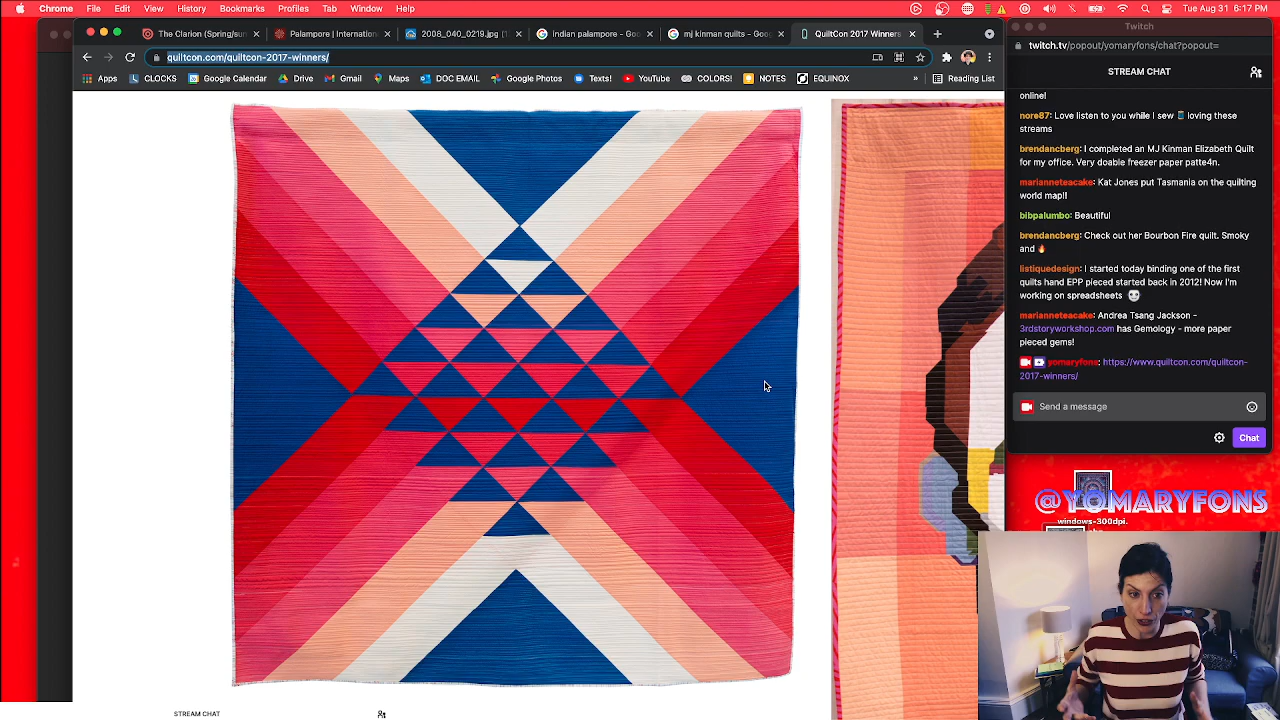 Chrome File Edit View History Bookmarks Profiles Tab Window Help Tue Aug 31 6:17 PM
The Clarion (Spring/sun
Palampore | Internation
2008_040_0219.jpg (1
indian palampore - Goo
mj kinman quilts - Goog
QuiltCon 2017 Winners
quiltcon.com/quiltcon-2017-winners/
Apps CLOCKS Google Calendar Drive Gmail Maps DOC EMAIL Google Photos Texts! YouTube COLORS! NOTES EQUINOX » Reading List
Twitch
twitch.tv/popout/yomaryfons/chat?popout=
STREAM CHAT
online!
nore87: Love listen to you while I sew loving these
streams
brendancberg: I completed an MJ Kinman Elizabeth Quilt
for my office. Very doable freezer paper patte4n.
marianneteacake: Kat Jones put Tasmania on the quilting
world map!!
bibpalumbo: Beautiful
brendancberg: Check out her Bourbon Fire quilt. Smoky
and
listiquedesign: I started today binding one of the first
quilts hand EPP pieced started back in 2012! Now I'm
working on spreadsheets
marianneteacake: Andrea Tsang Jackson -
3rdstoryworkshop.com has Gemology - more paper
pieced gems!
yomaryfons: https://www.quiltcon.com/quiltcon-
2017-winners/
Send a message
Chat
@YOMARYFONS
windows-300dpi.
STREAM CHAT